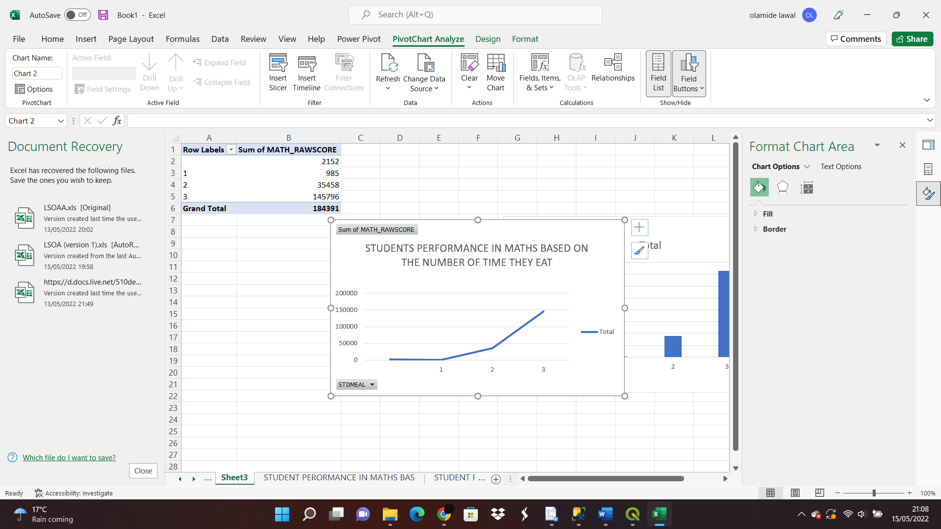 AutoSave Off Book1 - Excel Search (Alt+Q) olamide lawal OL
File Home Insert Page Layout Formulas Data Review View Help Power Pivot PivotChart Analyze Design Format Comments Share
Chart Name:
Chart 2
Options
PivotChart
Active Field:
Field Settings
Drill Down
Drill Up
Expand Field
Collapse Field
Active Field
Insert Slicer
Insert Timeline
Filter Connections
Filter
Refresh
Change Data Source
Data
Clear
Move Chart
Actions
Fields, Items, & Sets
OLAP Tools
Relationships
Calculations
Field List
Field Buttons
Show/Hide
Chart 2 fx
Document Recovery
Excel has recovered the following files.
Save the ones you wish to keep.
LSOAA.xls [Original]
Version created last time the use...
13/05/2022 20:02
LSOA (version 1).xls [AutoR...
Version created from the last Au...
15/05/2022 19:58
https://d.docs.live.net/510de...
Version created last time the use...
13/05/2022 21:49
Which file do I want to save?
Close
A B C D E F G H I J K L
1 Row Labels Sum of MATH_RAWSCORE
2 2152
3 1 985
4 2 35458
5 3 145796
6 Grand Total 184391
7
8
9
10
11
12
13
14
15
16
17
18
19
20
21
22
23
24
25
26
27
28
Sum of MATH_RAWSCORE
STUDENTS PERFORMANCE IN MATHS BASED ON
THE NUMBER OF TIME THEY EAT
200000
150000
100000
50000
0
1 2 3
Total
STDMEAL
otal
2 3
Format Chart Area
Chart Options Text Options
Fill
Border
... Sheet3 STUDENT PERORMANCE IN MATHS BAS STUDENT F ...
Ready Accessibility: Investigate 100%
17°C
Rain coming
21:08
15/05/2022